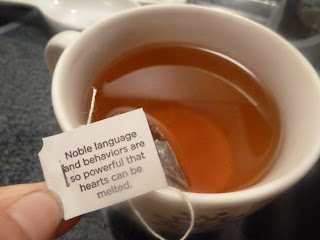 Noble language
and behaviors are
so powerful that
hearts can be
melted.